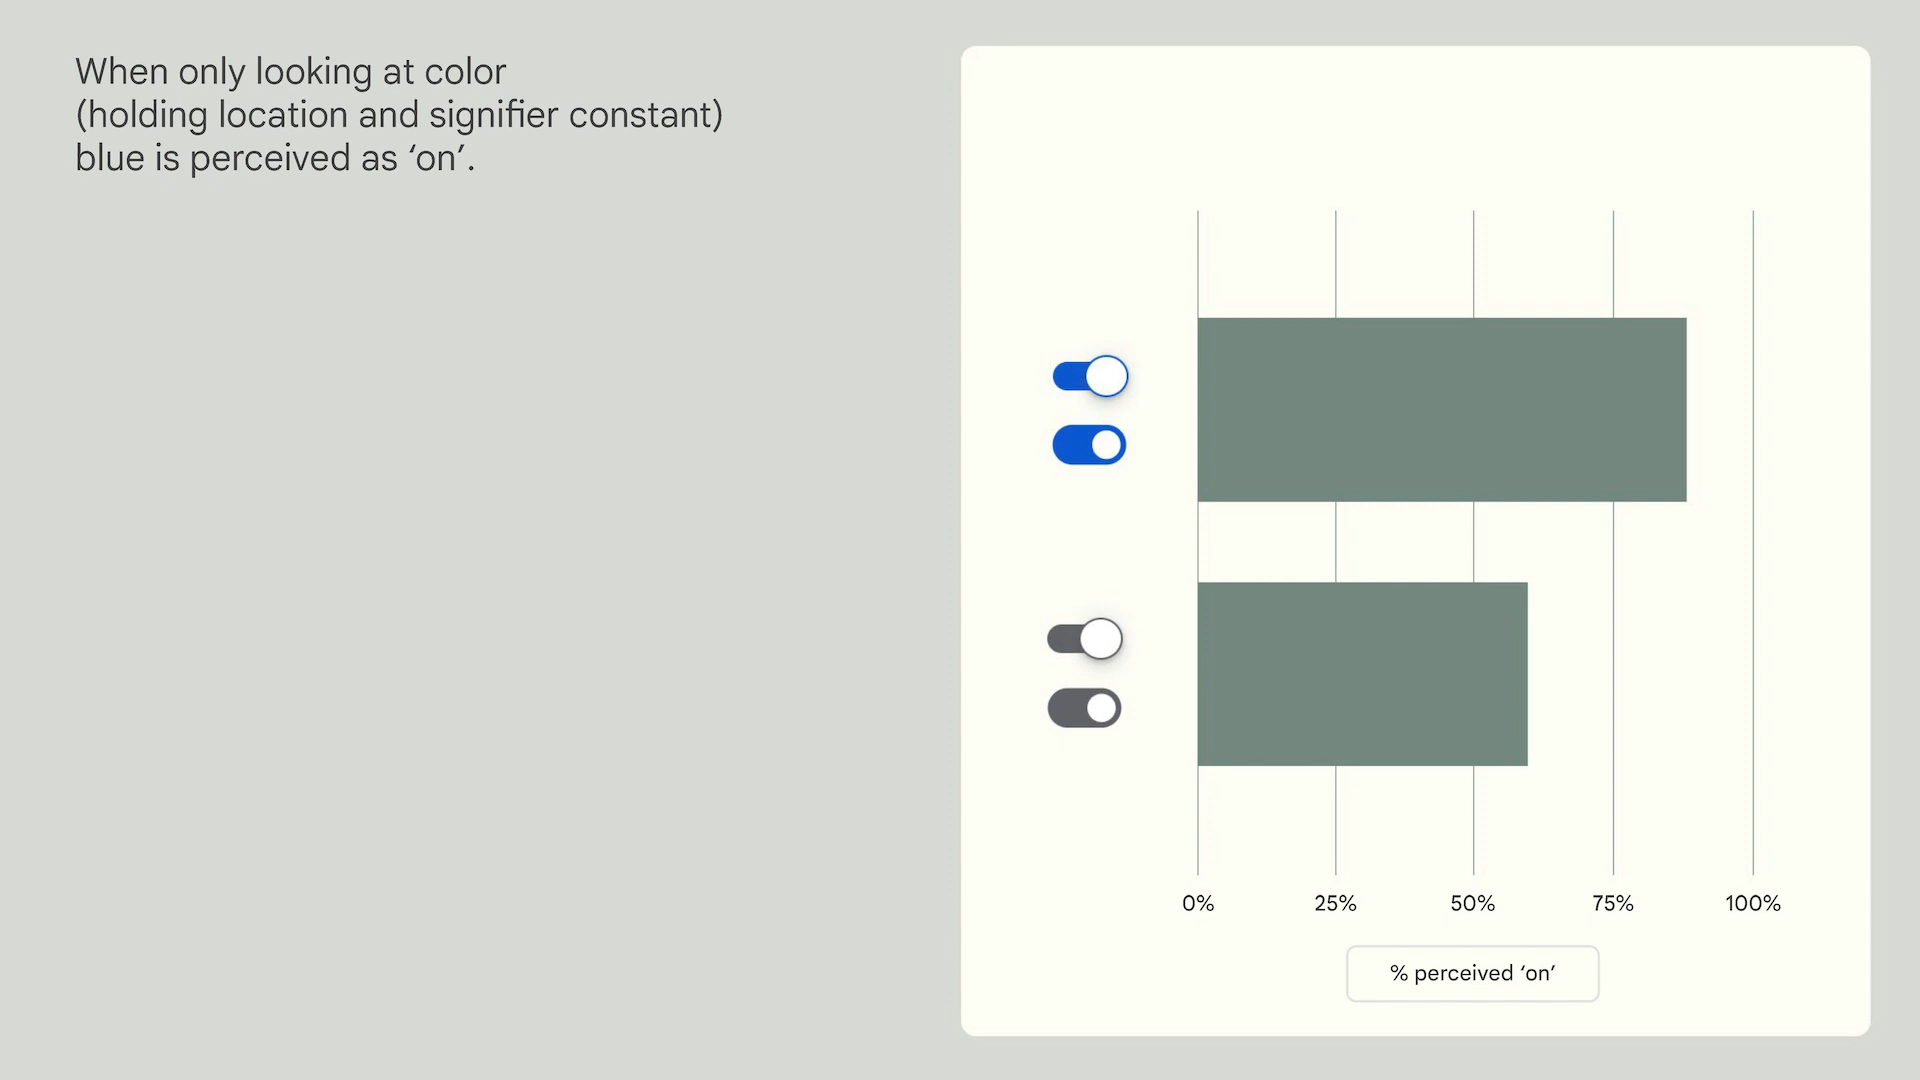 When only looking at color
(holding location and signifier constant)
blue is perceived as ‘on’.
0% 25% 50% 75% 100%
% perceived ‘on’